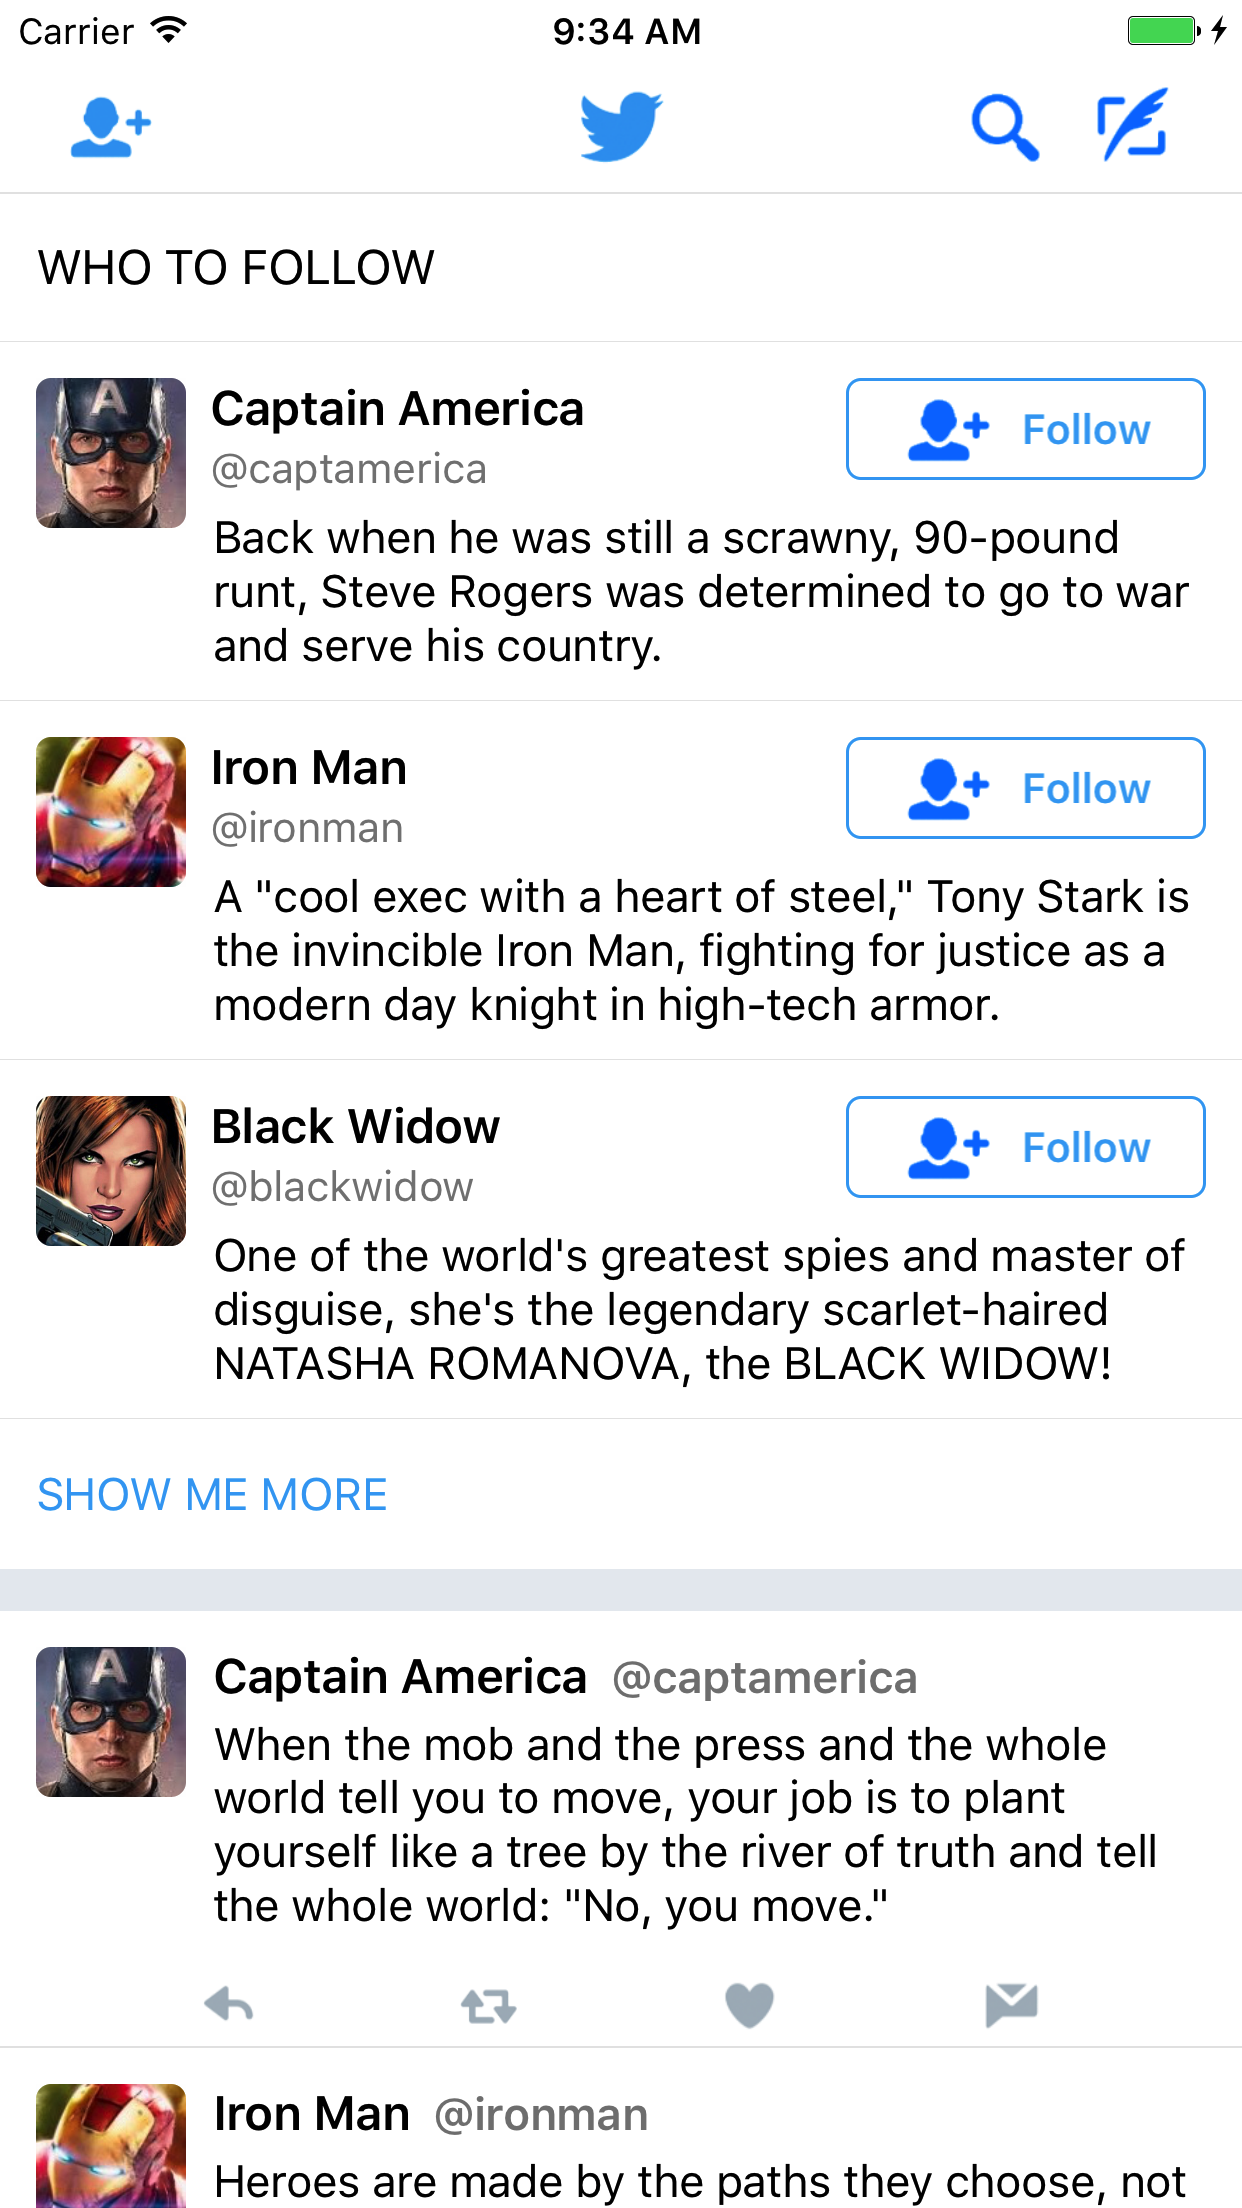 Carrier 9:34 AM
WHO TO FOLLOW
Captain America
@captamerica
Follow
Back when he was still a scrawny, 90-pound
runt, Steve Rogers was determined to go to war
and serve his country.
Iron Man
@ironman
Follow
A "cool exec with a heart of steel," Tony Stark is
the invincible Iron Man, fighting for justice as a
modern day knight in high-tech armor.
Black Widow
@blackwidow
Follow
One of the world's greatest spies and master of
disguise, she's the legendary scarlet-haired
NATASHA ROMANOVA, the BLACK WIDOW!
SHOW ME MORE
Captain America @captamerica
When the mob and the press and the whole
world tell you to move, your job is to plant
yourself like a tree by the river of truth and tell
the whole world: "No, you move."
Iron Man @ironman
Heroes are made by the paths they choose, not